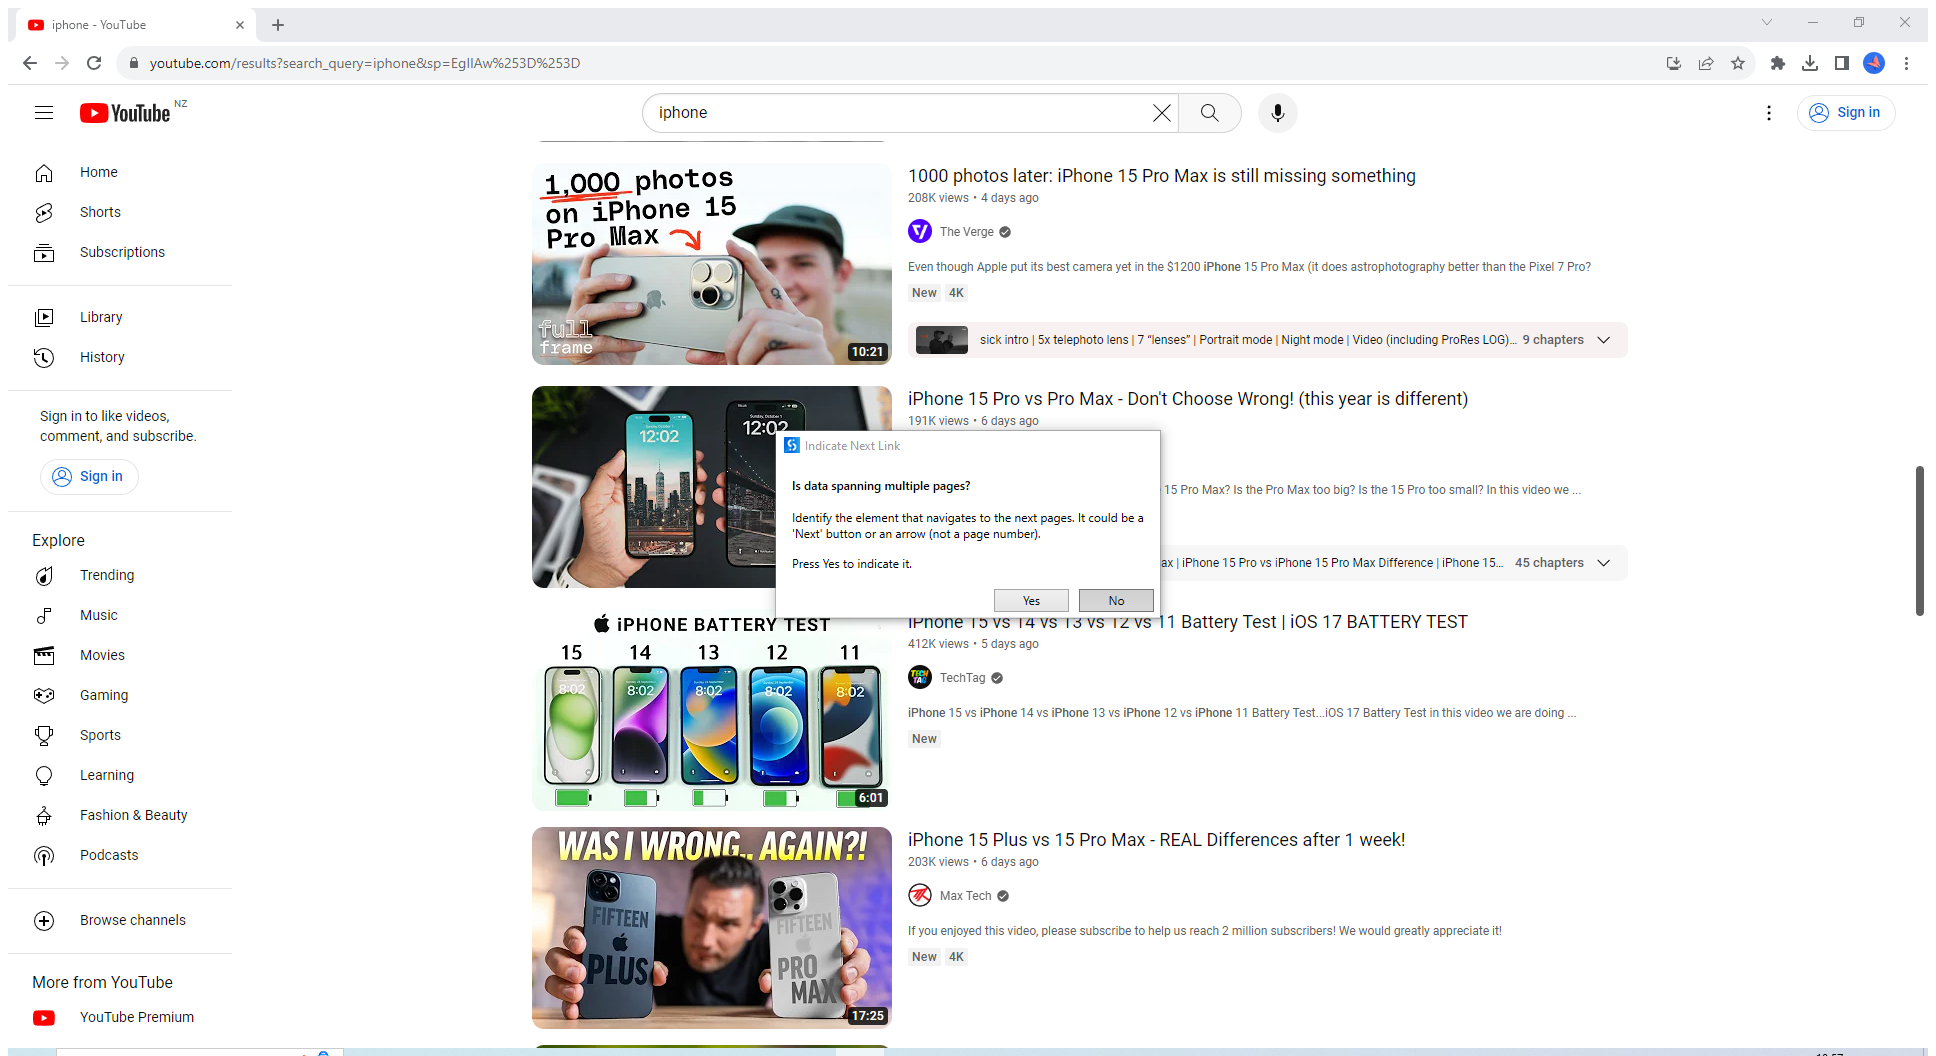 iphone - YouTube
youtube.com/results?search_query=iphone&sp=EgIIAw%253D%253D
YouTube NZ
iphone
Sign in
Home
Shorts
Subscriptions
Library
History
Sign in to like videos,
comment, and subscribe.
Sign in
Explore
Trending
Music
Movies
Gaming
Sports
Learning
Fashion & Beauty
Podcasts
Browse channels
More from YouTube
YouTube Premium
1,000 photos
on iPhone 15
Pro Max
full
frame
10:21
1000 photos later: iPhone 15 Pro Max is still missing something
208K views • 4 days ago
The Verge
Even though Apple put its best camera yet in the $1200 iPhone 15 Pro Max (it does astrophotography better than the Pixel 7 Pro?
New 4K
sick intro | 5x telephoto lens | 7 “lenses” | Portrait mode | Night mode | Video (including ProRes LOG)... 9 chapters
12:02
12:02
iPhone 15 Pro vs Pro Max - Don't Choose Wrong! (this year is different)
191K views • 6 days ago
15 Pro Max? Is the Pro Max too big? Is the 15 Pro too small? In this video we ...
ax | iPhone 15 Pro vs iPhone 15 Pro Max Difference | iPhone 15... 45 chapters
Indicate Next Link
Is data spanning multiple pages?
Identify the element that navigates to the next pages. It could be a
'Next' button or an arrow (not a page number).
Press Yes to indicate it.
Yes
No
iPHONE BATTERY TEST
15 14 13 12 11
8:02 8:02 8:02 8:02 8:02
6:01
iPhone 15 vs 14 vs 13 vs 12 vs 11 Battery Test | iOS 17 BATTERY TEST
412K views • 5 days ago
TECH
TAG
TechTag
iPhone 15 vs iPhone 14 vs iPhone 13 vs iPhone 12 vs iPhone 11 Battery Test...iOS 17 Battery Test in this video we are doing ...
New
WAS I WRONG.. AGAIN?!
FIFTEEN
PLUS
FIFTEEN
PRO
MAX
17:25
iPhone 15 Plus vs 15 Pro Max - REAL Differences after 1 week!
203K views • 6 days ago
Max Tech
If you enjoyed this video, please subscribe to help us reach 2 million subscribers! We would greatly appreciate it!
New 4K